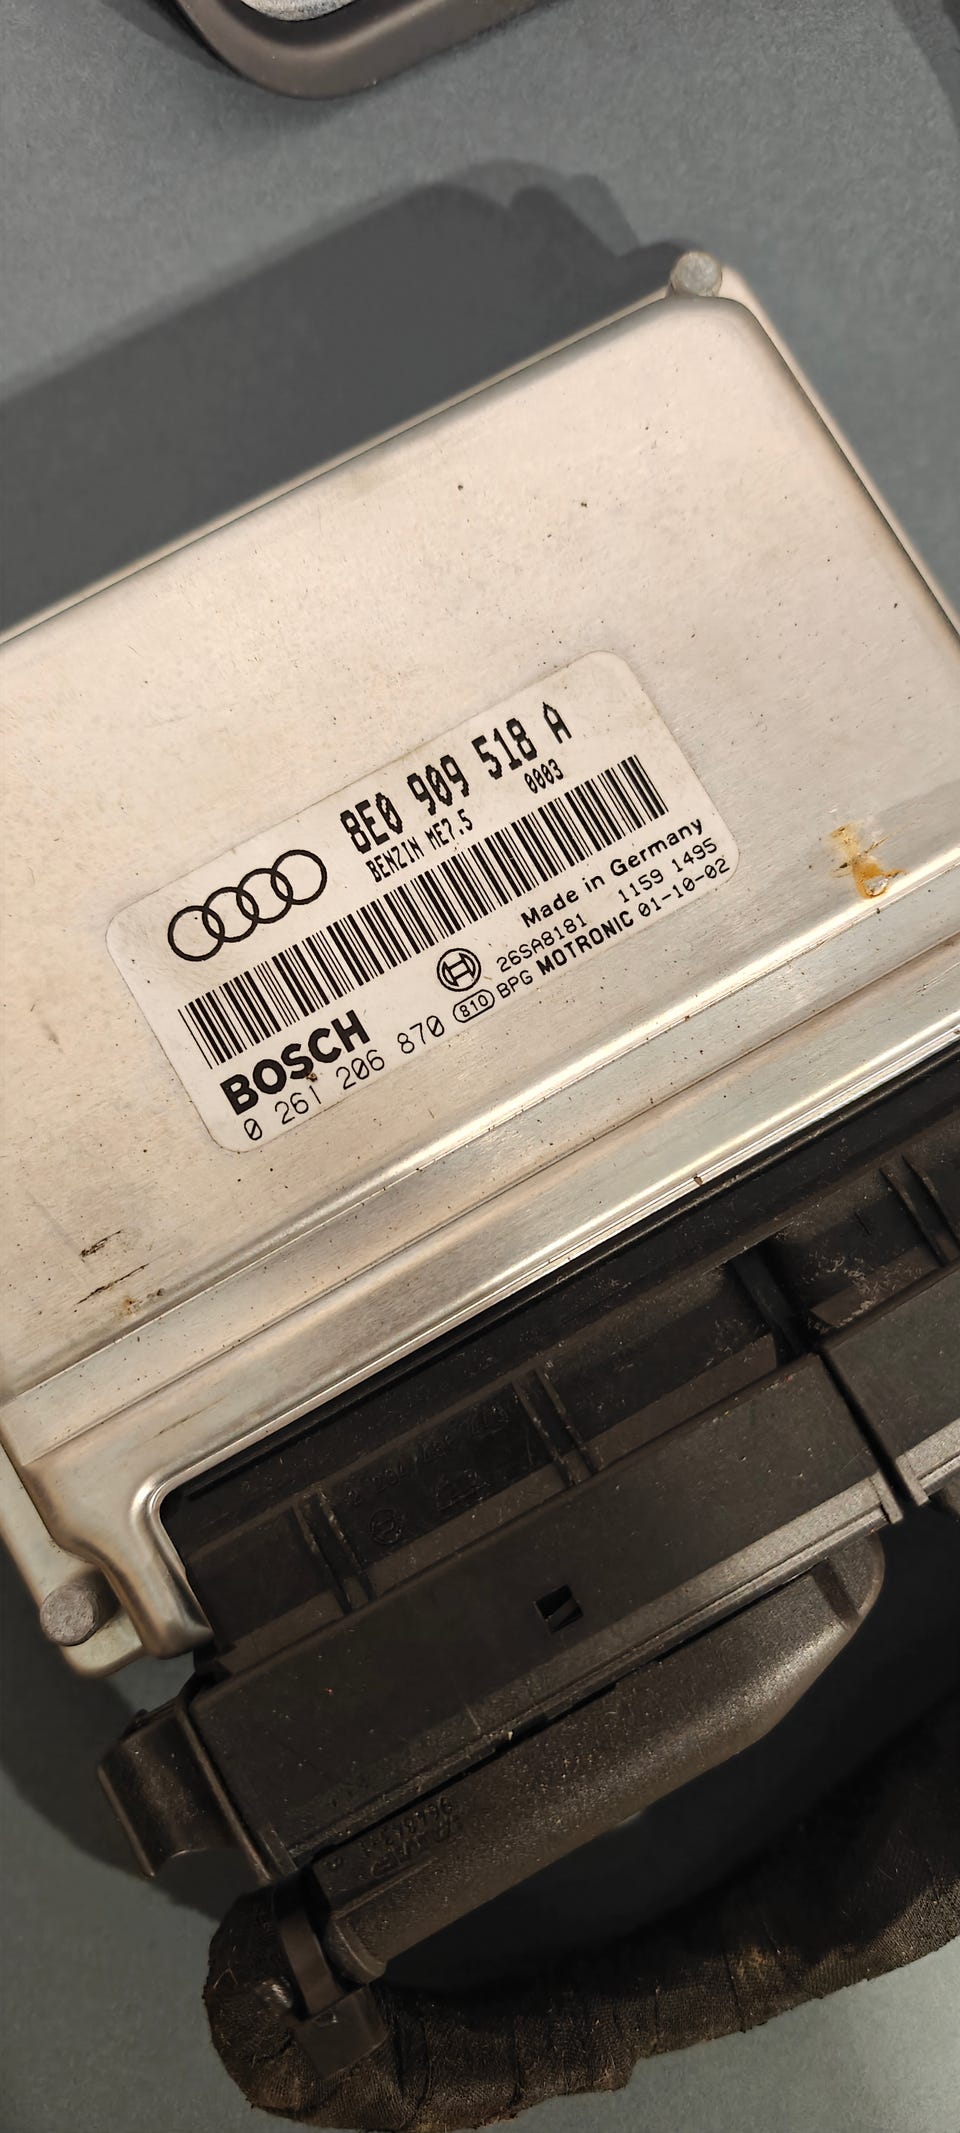 8E0 909 518 A
BENZIN ME7.5 0003
Made in Germany
BOSCH 26SA8181 1159 1495
0 261 206 870 810 BPG MOTRONIC 01-10-02